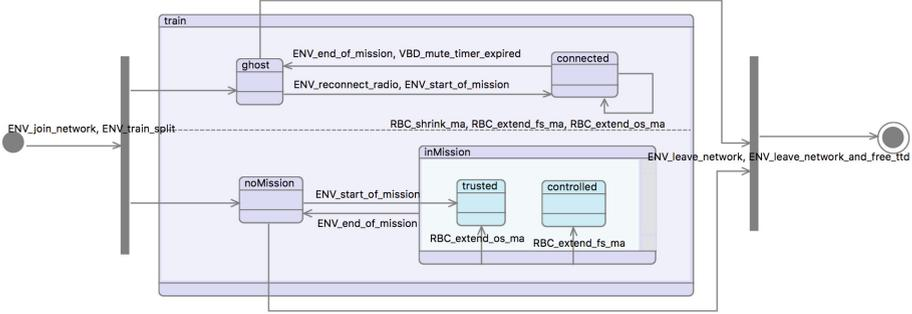 train
ENV_end_of_mission, VBD_mute_timer_expired
ghost
connected
ENV_reconnect_radio, ENV_start_of_mission
ENV_join_network, ENV_train_split
RBC_shrink_ma, RBC_extend_fs_ma, RBC_extend_os_ma
inMission
ENV_leave_network, ENV_leave_network_and_free_ttd
noMission
trusted
controlled
ENV_start_of_mission
ENV_end_of_mission
RBC_extend_os_ma
RBC_extend_fs_ma